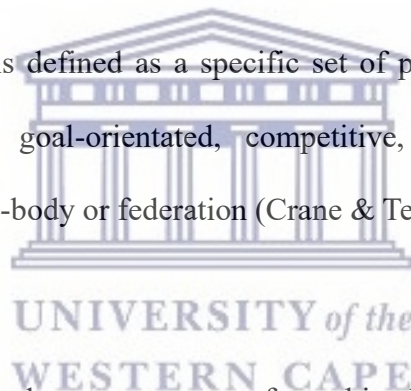 s defined as a specific set of p
goal-orientated, competitive,
-body or federation (Crane & Te
UNIVERSITY of the
WESTERN CAPE